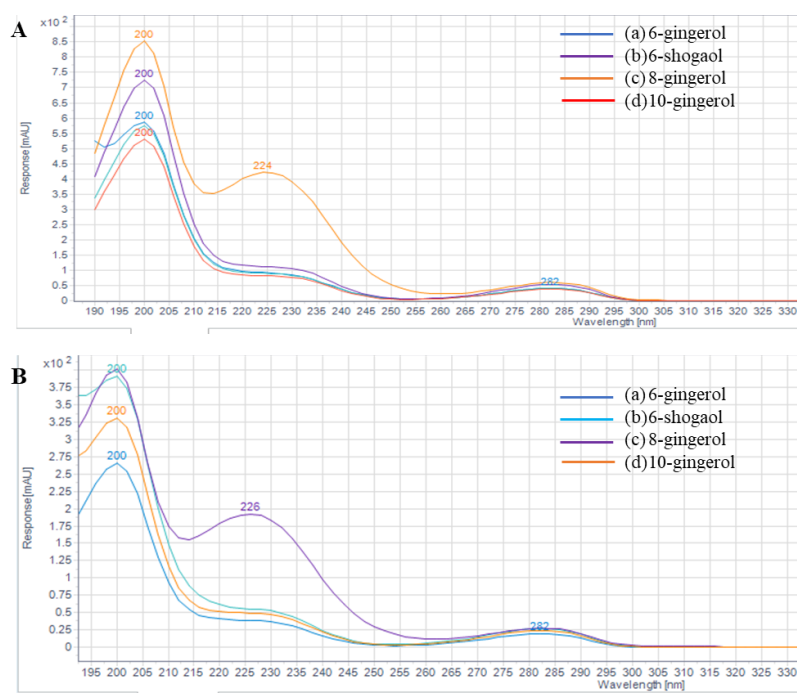 A
x10 2
8.5
8
7.5
7
6.5
6
5.5
5
4.5
4
3.5
3
2.5
2
1.5
1
0.5
0
Response [mAU]
200
200
200
200
224
282
(a) 6-gingerol
(b) 6-shogaol
(c) 8-gingerol
(d) 10-gingerol
190 195 200 205 210 215 220 225 230 235 240 245 250 255 260 265 270 275 280 285 290 295 300 305 310 315 320 325 330
Wavelength [nm]
B
x10 2
3.75
3.5
3.25
3
2.75
2.5
2.25
2
1.75
1.5
1.25
1
0.75
0.5
0.25
0
Response [mAU]
200
200
200
226
282
(a) 6-gingerol
(b) 6-shogaol
(c) 8-gingerol
(d) 10-gingerol
195 200 205 210 215 220 225 230 235 240 245 250 255 260 265 270 275 280 285 290 295 300 305 310 315 320 325 330
Wavelength [nm]